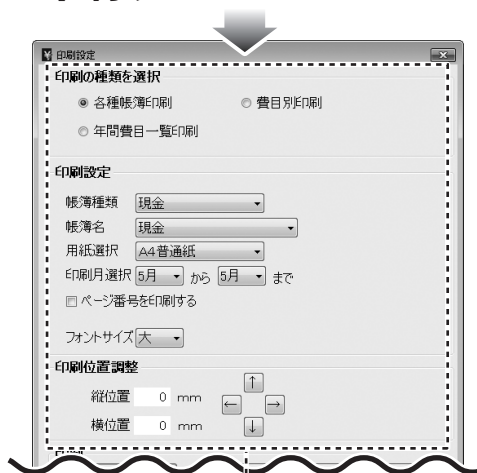 ¥ 印刷設定
印刷の種類を選択
各種帳簿印刷 費目別印刷
年間費目一覧印刷
印刷設定
帳簿種類 現金
帳簿名 現金
用紙選択 A4普通紙
印刷月選択 5月 から 5月 まで
ページ番号を印刷する
フォントサイズ 大
印刷位置調整
↑
縦位置 0 mm ← →
横位置 0 mm ↓